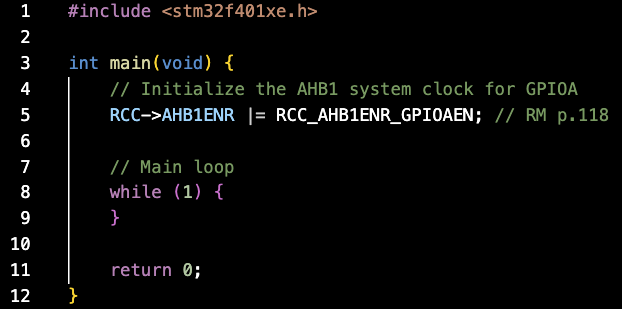 1 #include <stm32f401xe.h>
2
3 int main(void) {
4     // Initialize the AHB1 system clock for GPIOA
5     RCC->AHB1ENR |= RCC_AHB1ENR_GPIOAEN; // RM p.118
6
7     // Main loop
8     while (1) {
9     }
10
11     return 0;
12 }